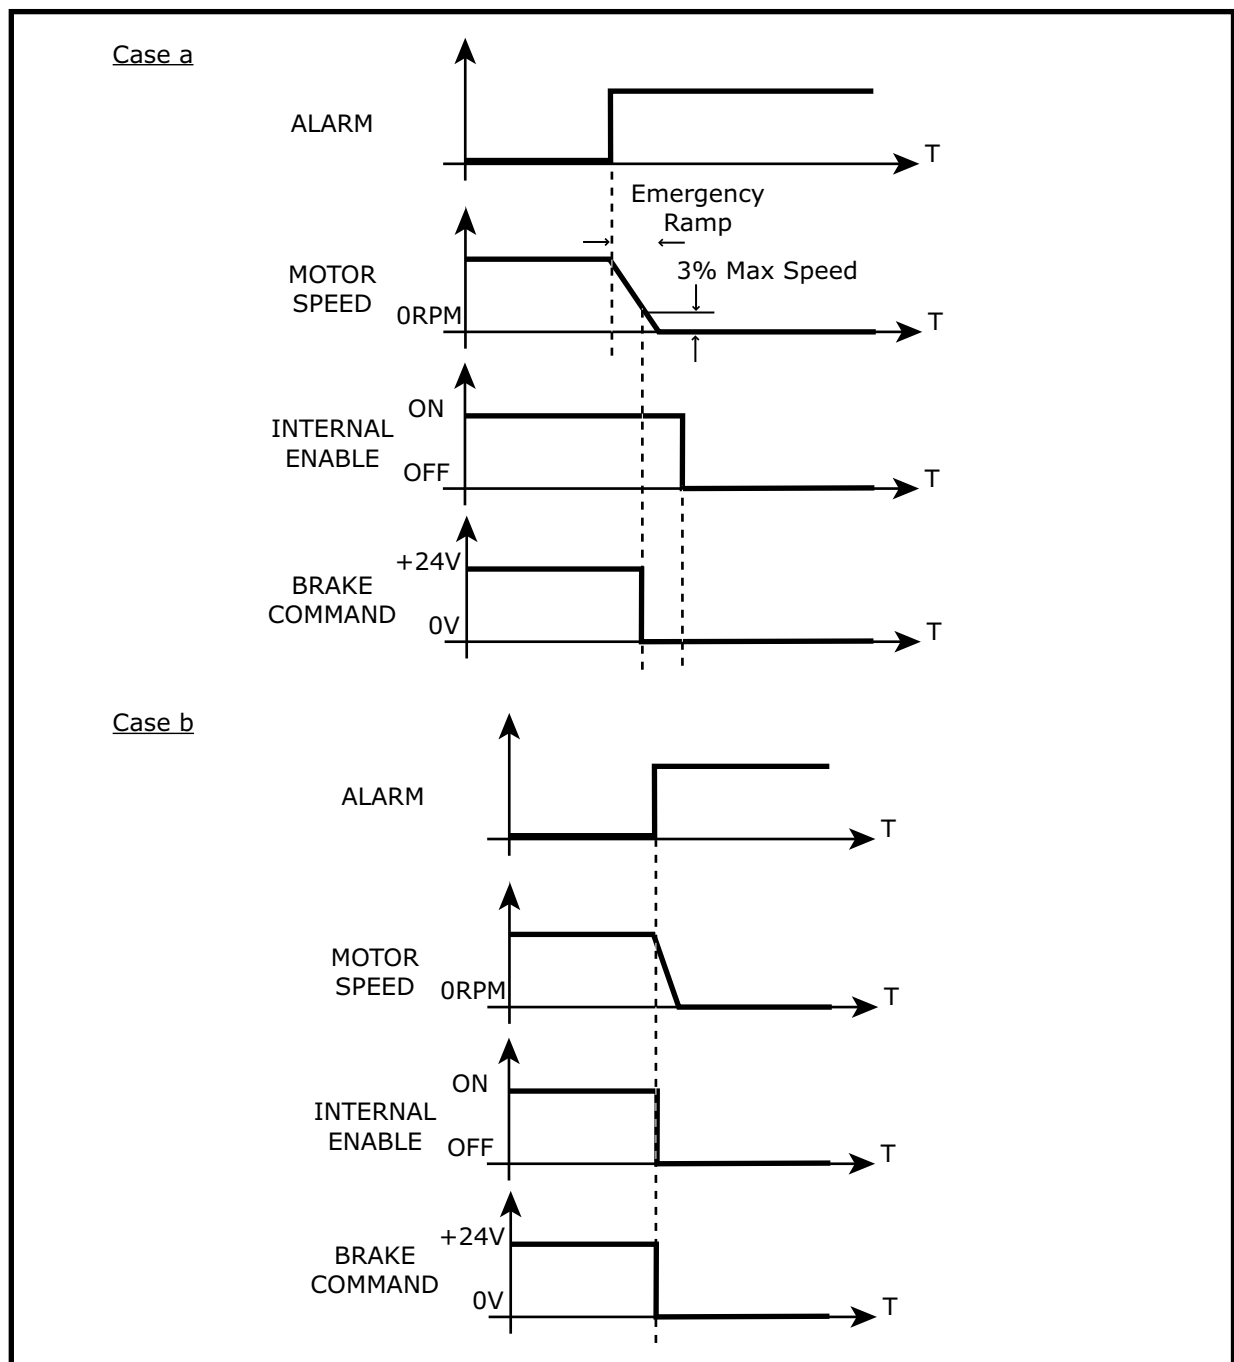 Case a
ALARM
T
Emergency
Ramp
3% Max Speed
MOTOR
SPEED
0RPM
T
ON
INTERNAL
ENABLE
OFF
T
+24V
BRAKE
COMMAND
0V
T
Case b
ALARM
T
MOTOR
SPEED
0RPM
T
ON
INTERNAL
ENABLE
OFF
T
+24V
BRAKE
COMMAND
0V
T